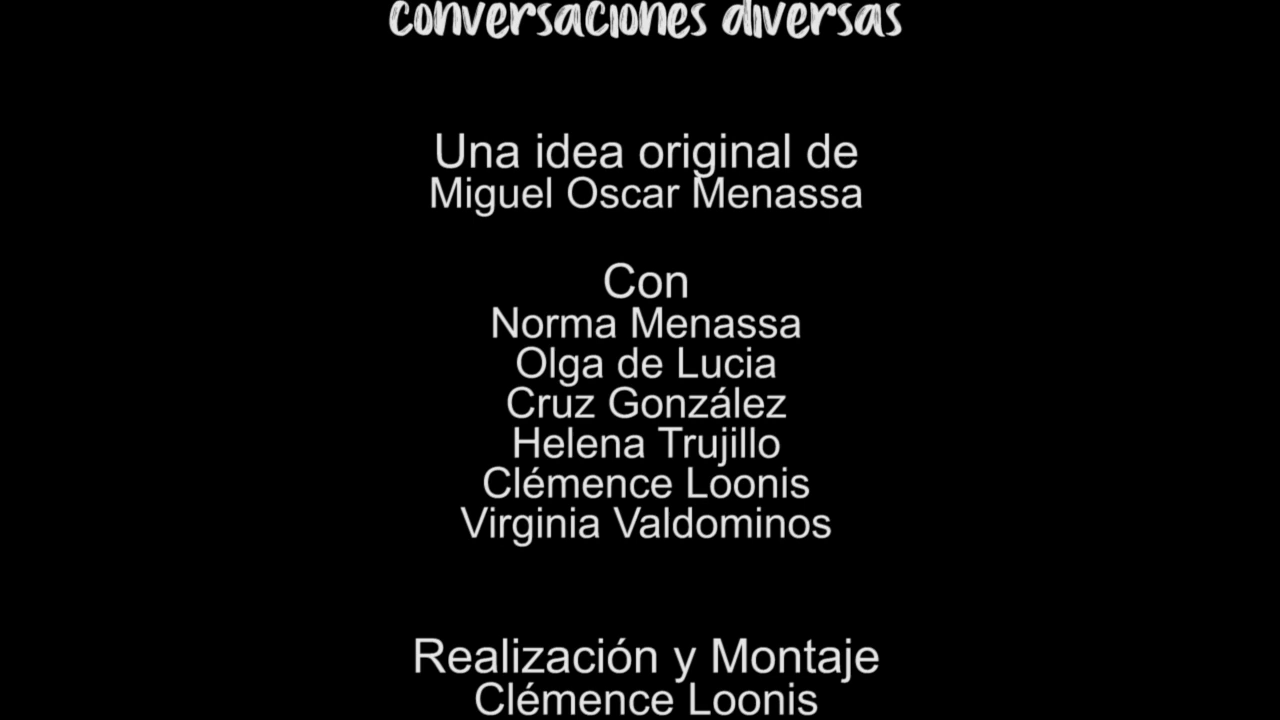 conversaciones diversas
Una idea original de
Miguel Oscar Menassa
Con
Norma Menassa
Olga de Lucia
Cruz González
Helena Trujillo
Clémence Loonis
Virginia Valdominos
Realización y Montaje
Clémence Loonis